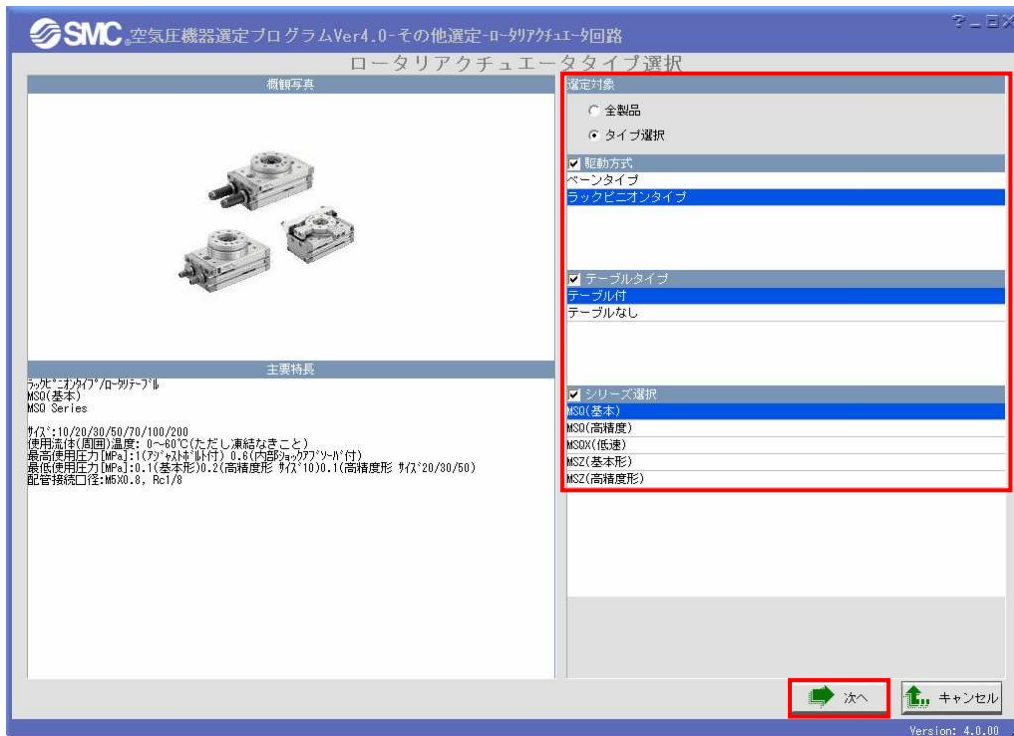 SMC 空気圧機器選定プログラムVer4.0-その他選定-ﾛｰﾀﾘｱｸﾁｭｴｰﾀ回路
ロータリアクチュエータタイプ選択
概観写真
主要特長
ﾗｯｸﾋﾟﾆｵﾝﾀｲﾌﾟ/ﾛｰﾀﾘﾃｰﾌﾞﾙ
MSQ(基本)
MSQ Series
ｻｲｽﾞ:10/20/30/50/70/100/200
使用流体(周囲)温度: 0～60℃(ただし凍結なきこと)
最高使用圧力[MPa]:1(ｱｼﾞｬｽﾄﾎﾞﾙﾄ付) 0.6(内部ｼｮｯｸｱﾌﾞｿｰﾊﾞ付)
最低使用圧力[MPa]:0.1(基本形)0.2(高精度形 ｻｲｽﾞ10)0.1(高精度形 ｻｲｽﾞ20/30/50)
配管接続口径:M5X0.8, Rc1/8
選定対象
全製品
タイプ選択
駆動方式
ベーンタイプ
ラックピニオンタイプ
テーブルタイプ
テーブル付
テーブルなし
シリーズ選択
MSQ(基本)
MSQ(高精度)
MSQX(低速)
MSZ(基本形)
MSZ(高精度形)
次へ
キャンセル
Version: 4.0.00